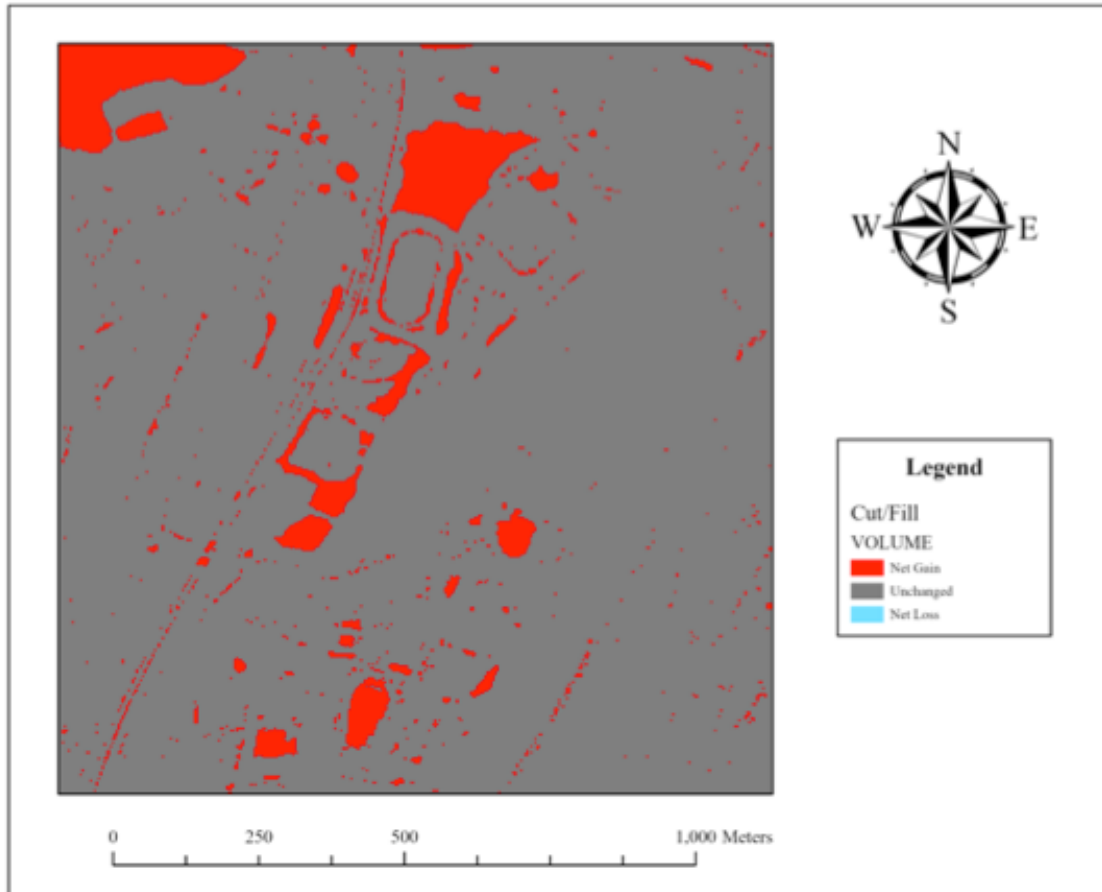 N
W E
S
Legend
Cut/Fill
VOLUME
Net Gain
Unchanged
Net Loss
0 250 500 1,000 Meters